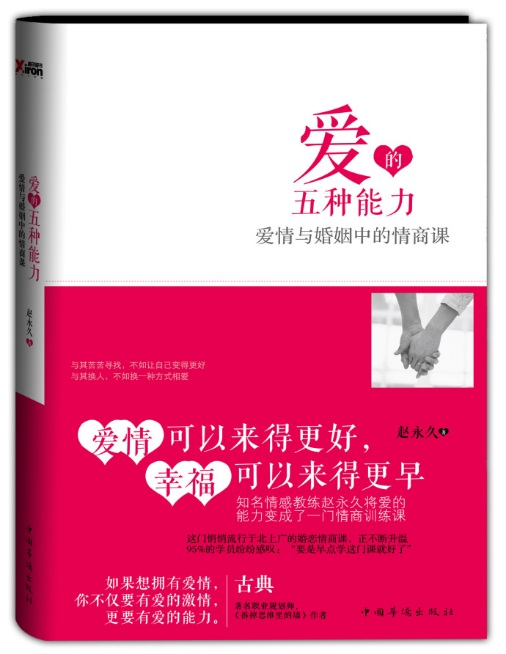 Xiron
爱的五种能力
爱情与婚姻中的情商课
赵永久 著
爱的
五种能力
爱情与婚姻中的情商课
与其苦苦寻找，不如让自己变得更好
与其换人，不如换一种方式相爱
爱情可以来得更好，
赵永久 著
幸福可以来得更早
知名情感教练赵永久将爱的
能力变成了一门情商训练课
这门悄悄流行于北上广的婚恋情商课，正不断升温
95%的学员纷纷感叹：“要是早点学这门课就好了”
如果想拥有爱情，
你不仅要有爱的激情，
更要有爱的能力。
古典
著名职业规划师，
《拆掉思维里的墙》作者
中国华侨出版社